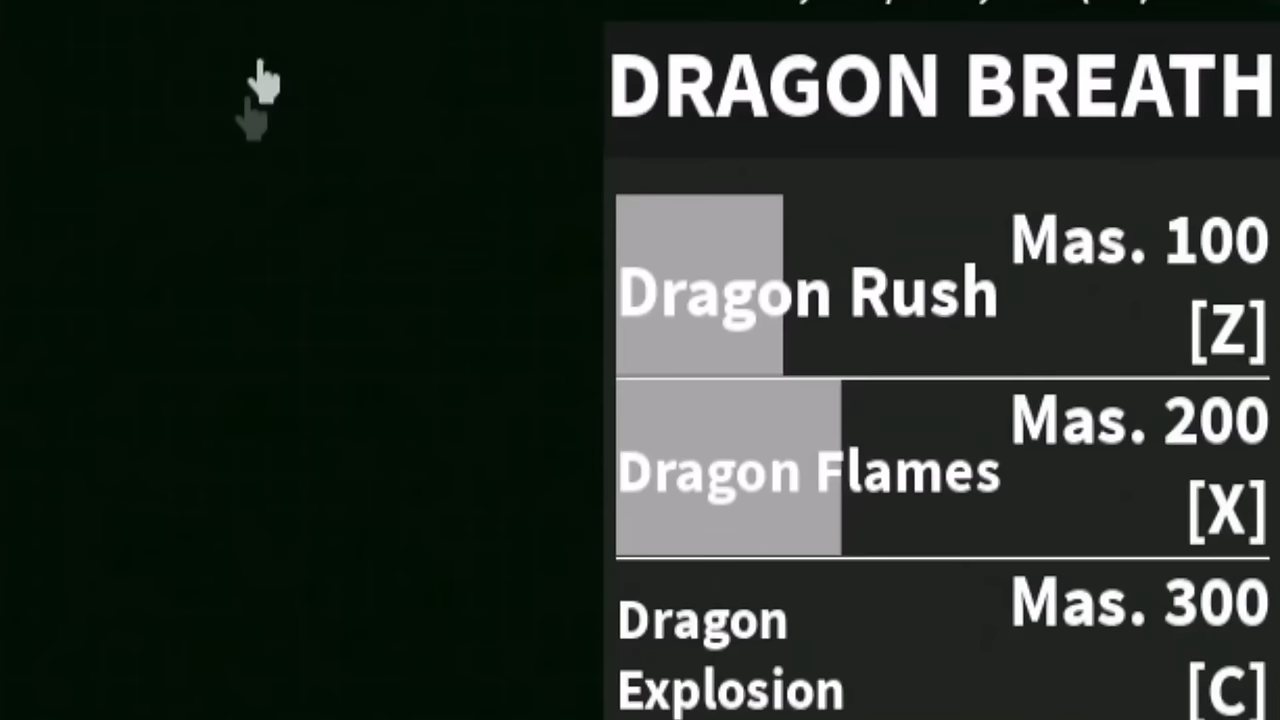 DRAGON BREATH
Mas. 100
Dragon Rush
[Z]
Mas. 200
Dragon Flames
[X]
Mas. 300
Dragon
Explosion
[C]